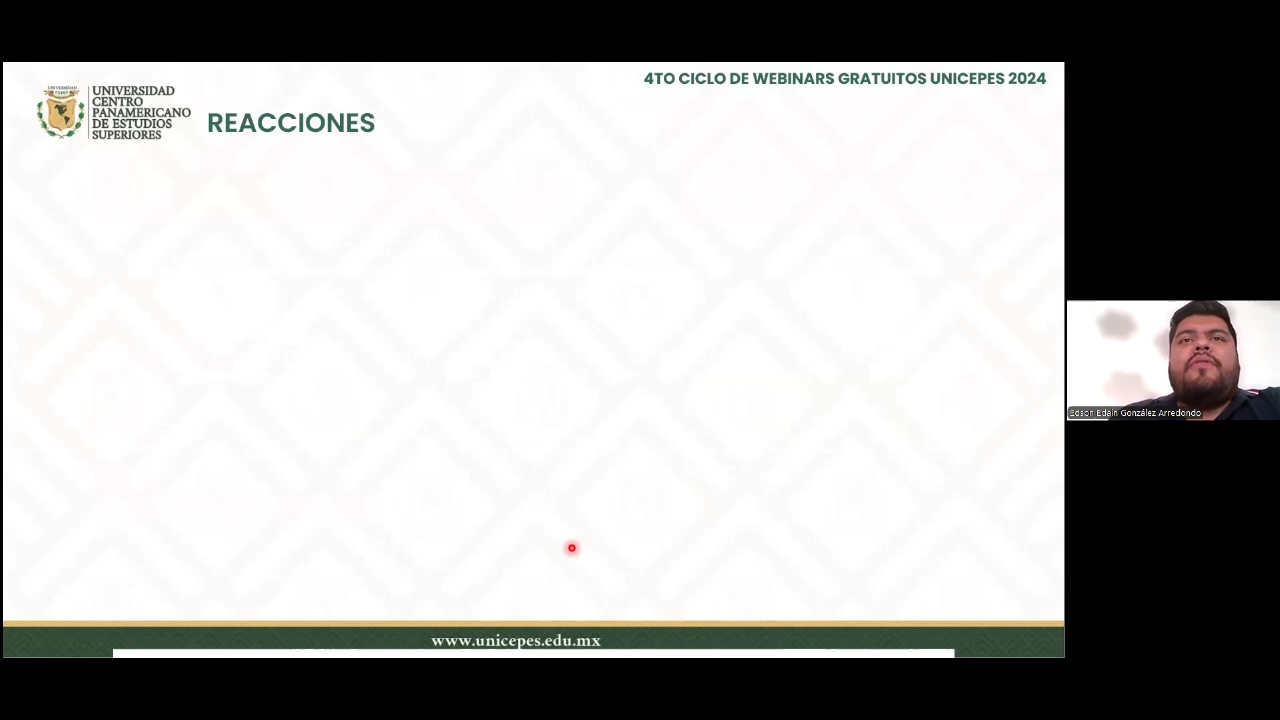 4TO CICLO DE WEBINARS GRATUITOS UNICEPES 2024
UNIVERSIDAD
CENTRO
PANAMERICANO
DE ESTUDIOS
SUPERIORES
REACCIONES
Edson Edain González Arredondo
www.unicepes.edu.mx